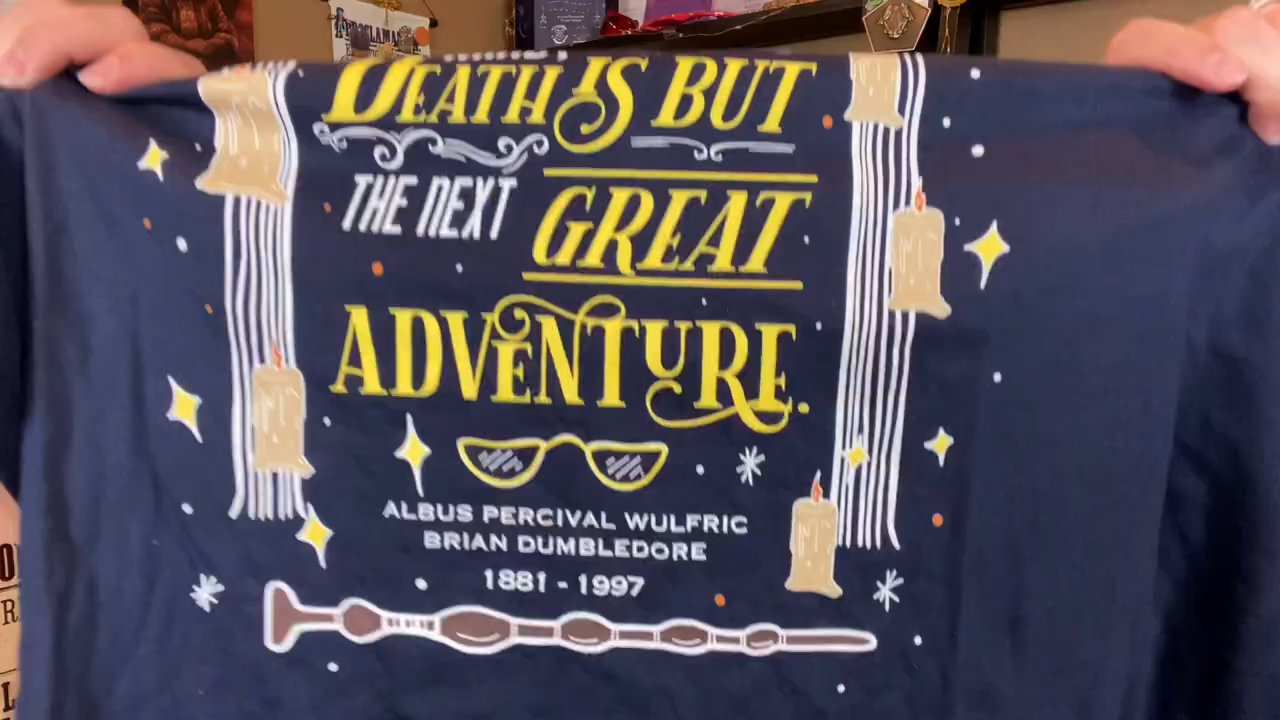 DEATH IS BUT
THE NEXT GREAT
ADVENTURE.
ALBUS PERCIVAL WULFRIC
BRIAN DUMBLEDORE
1881 - 1997